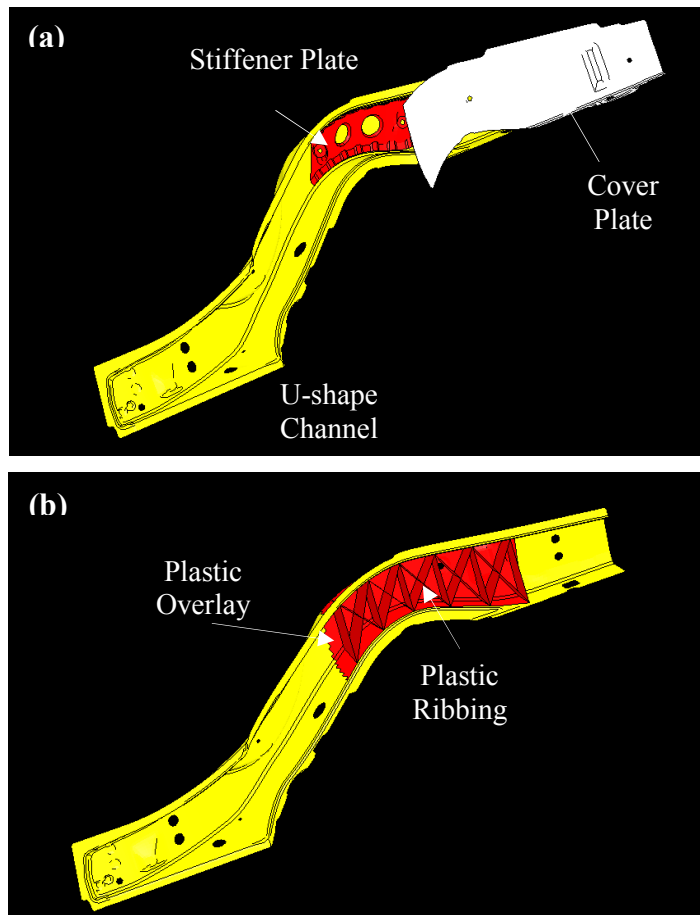 (a)
Stiffener Plate
Cover
Plate
U-shape
Channel
(b)
Plastic
Overlay
Plastic
Ribbing